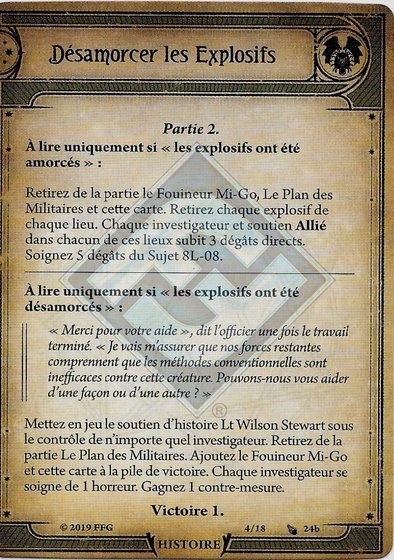 Désamorcer les Explosifs
Partie 2.
À lire uniquement si « les explosifs ont été
amorcés » :
Retirez de la partie le Fouineur Mi-Go, Le Plan des
Militaires et cette carte. Retirez chaque explosif de
chaque lieu. Chaque investigateur et soutien Allié
dans chacun de ces lieux subit 3 dégâts directs.
Soignez 5 dégâts du Sujet 8L-08.
À lire uniquement si « les explosifs ont été
désamorcés » :
« Merci pour votre aide », dit l'officier une fois le travail
terminé. « Je vais m'assurer que nos forces restantes
comprennent que les méthodes conventionnelles sont
inefficaces contre cette créature. Pouvons-nous vous aider
d'une façon ou d'une autre ? »
®
Mettez en jeu le soutien d'histoire Lt Wilson Stewart sous
le contrôle de n'importe quel investigateur. Retirez de la
partie Le Plan des Militaires. Ajoutez le Fouineur Mi-Go
et cette carte à la pile de victoire. Chaque investigateur se
soigne de 1 horreur. Gagnez 1 contre-mesure.
Victoire 1.
© 2019 FFG 4/18 24b
HISTOIRE